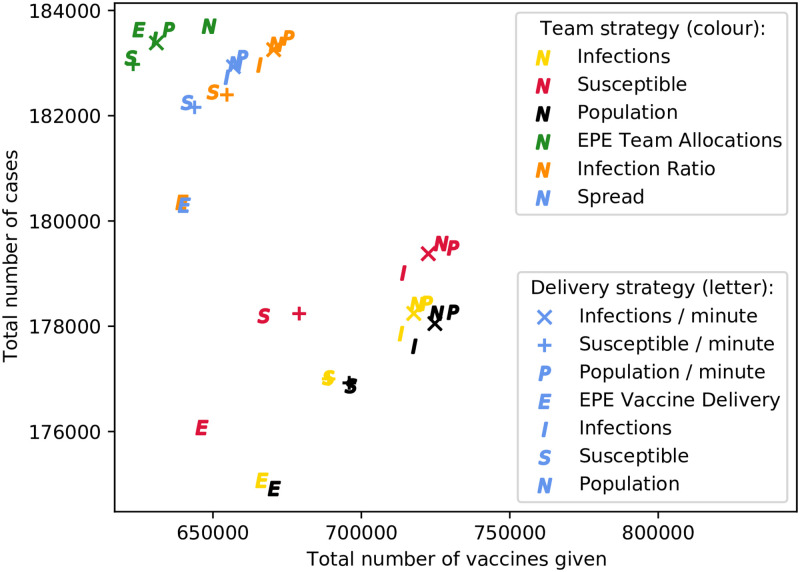 184000
182000
180000
178000
176000
Total number of cases
650000 700000 750000 800000
Total number of vaccines given
Team strategy (colour):
N Infections
N Susceptible
N Population
N EPE Team Allocations
N Infection Ratio
N Spread
Delivery strategy (letter):
× Infections / minute
+ Susceptible / minute
P Population / minute
E EPE Vaccine Delivery
I Infections
S Susceptible
N Population
E P N
S
N P
I
S
N P
I
S
E
E
N P
I
S
E
N P
I
S
E
N P
I
S
E